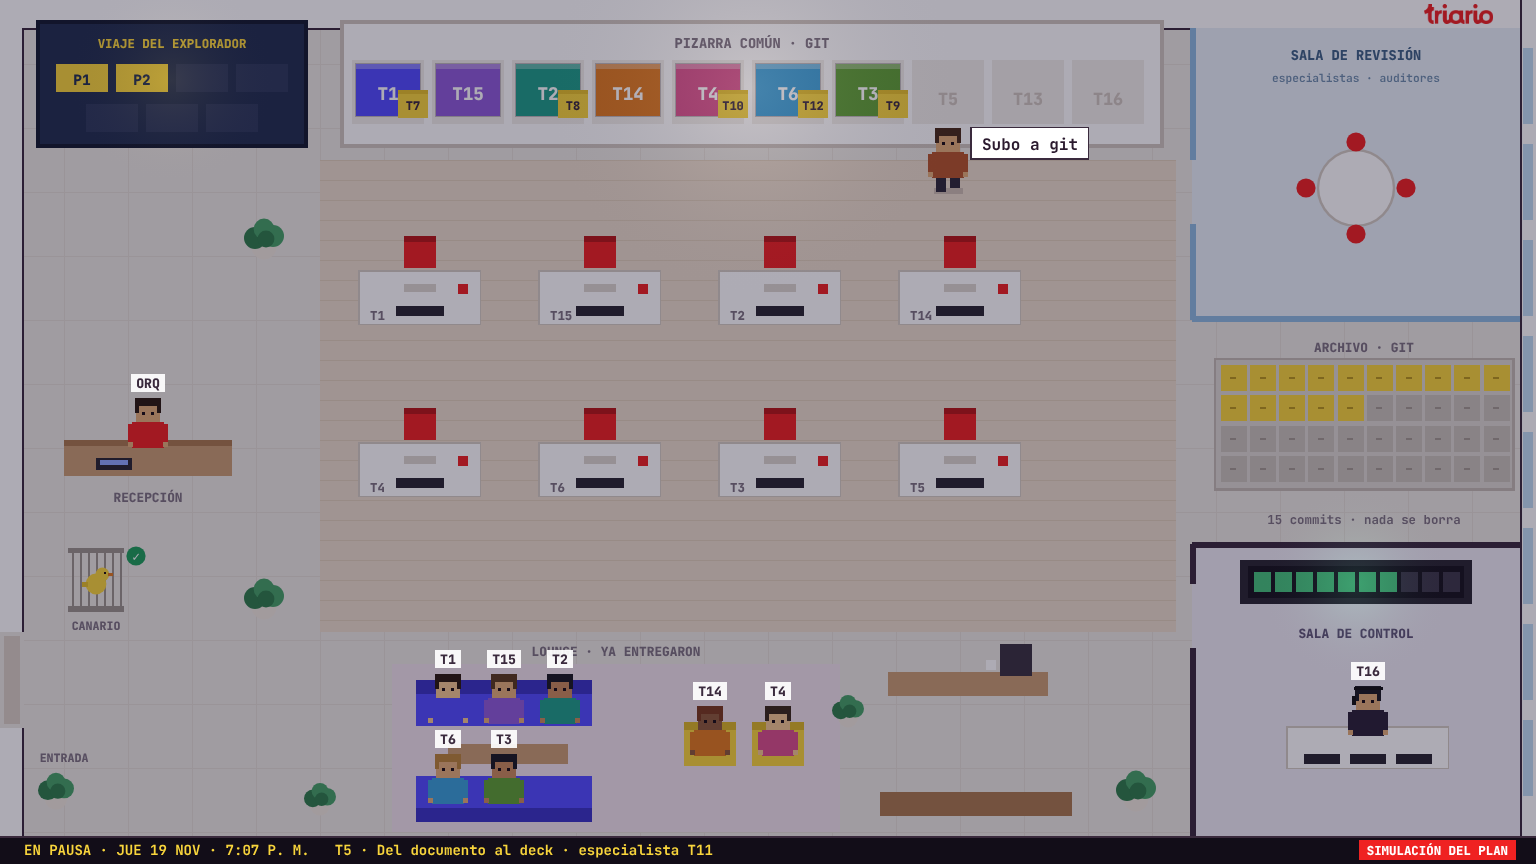 triario
VIAJE DEL EXPLORADOR
P1 P2
PIZARRA COMÚN · GIT
T1 T7 T15 T2 T8 T14 T4 T10 T6 T12 T3 T9 T5 T13 T16
Subo a git
SALA DE REVISIÓN
especialistas · auditores
T1 T15 T2 T14
ARCHIVO · GIT
ORQ
T4 T6 T3 T5
RECEPCIÓN
15 commits · nada se borra
✓
CANARIO
SALA DE CONTROL
T16
LOUNGE · YA ENTREGARON
T1 T15 T2
T14 T4
T6 T3
ENTRADA
EN PAUSA · JUE 19 NOV · 7:07 P. M. T5 · Del documento al deck · especialista T11
SIMULACIÓN DEL PLAN